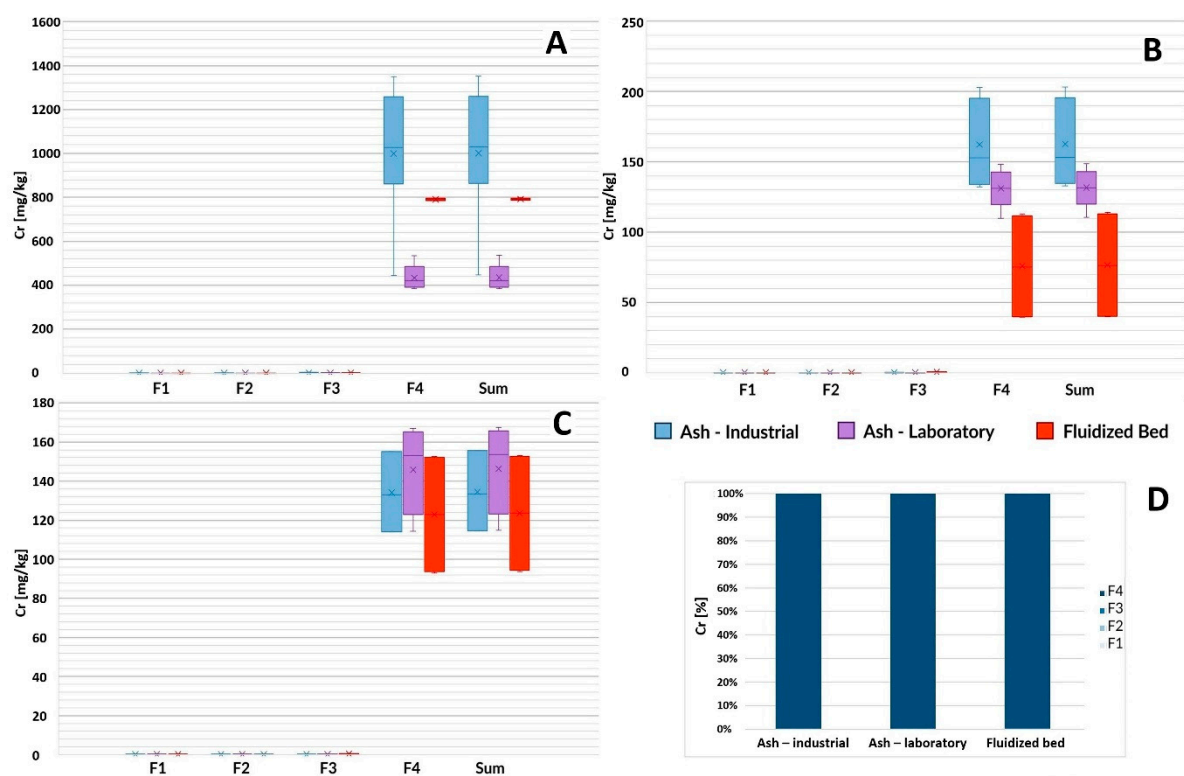 A
Cr [mg/kg]
1600
1400
1200
1000
800
600
400
200
0
F1 F2 F3 F4 Sum
B
Cr [mg/kg]
250
200
150
100
50
0
F1 F2 F3 F4 Sum
Ash - Industrial Ash - Laboratory Fluidized Bed
C
Cr [mg/kg]
180
160
140
120
100
80
60
40
20
0
F1 F2 F3 F4 Sum
D
Cr [%]
100%
90%
80%
70%
60%
50%
40%
30%
20%
10%
0%
Ash – industrial Ash – laboratory Fluidized bed
F4
F3
F2
F1